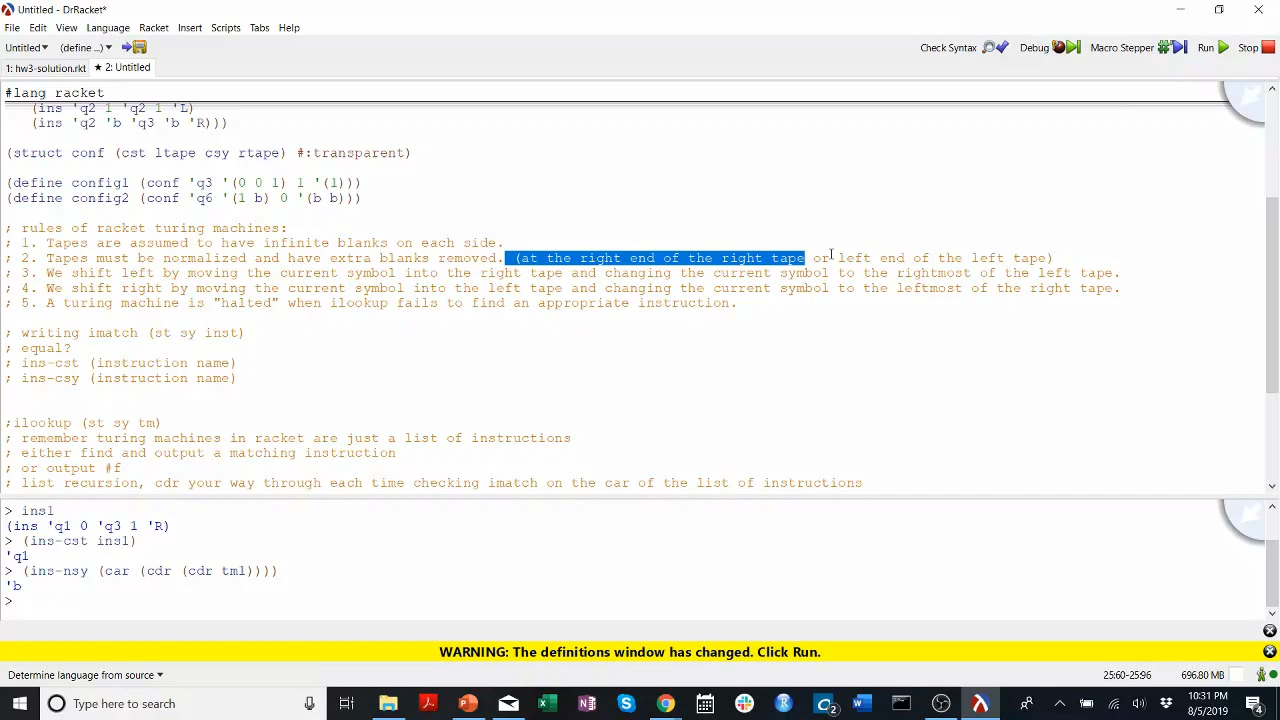 Untitled - DrRacket*
File Edit View Language Racket Insert Scripts Tabs Help
Untitled▾ (define ...)▾ Check Syntax Debug Macro Stepper Run Stop
1: hw3-solution.rkt ★ 2: Untitled
#lang racket
(ins 'q2 1 'q2 1 'L)
(ins 'q2 'b 'q3 'b 'R)))
(struct conf (cst ltape csy rtape) #:transparent)
(define config1 (conf 'q3 '(0 0 1) 1 '(1)))
(define config2 (conf 'q6 '(1 b) 0 '(b b)))
; rules of racket turing machines:
; 1. Tapes are assumed to have infinite blanks on each side.
; 2. Tapes must be normalized and have extra blanks removed. (at the right end of the right tape or left end of the left tape)
; 3. We shift left by moving the current symbol into the right tape and changing the current symbol to the rightmost of the left tape.
; 4. We shift right by moving the current symbol into the left tape and changing the current symbol to the leftmost of the right tape.
; 5. A turing machine is "halted" when ilookup fails to find an appropriate instruction.
; writing imatch (st sy inst)
; equal?
; ins-cst (instruction name)
; ins-csy (instruction name)
;ilookup (st sy tm)
; remember turing machines in racket are just a list of instructions
; either find and output a matching instruction
; or output #f
; list recursion, cdr your way through each time checking imatch on the car of the list of instructions
> ins1
(ins 'q1 0 'q3 1 'R)
> (ins-cst ins1)
'q1
> (ins-nsy (car (cdr (cdr tm1))))
'b
>
WARNING: The definitions window has changed. Click Run.
Determine language from source▾ 25:60-25:96 696.80 MB
Type here to search
10:31 PM
8/5/2019